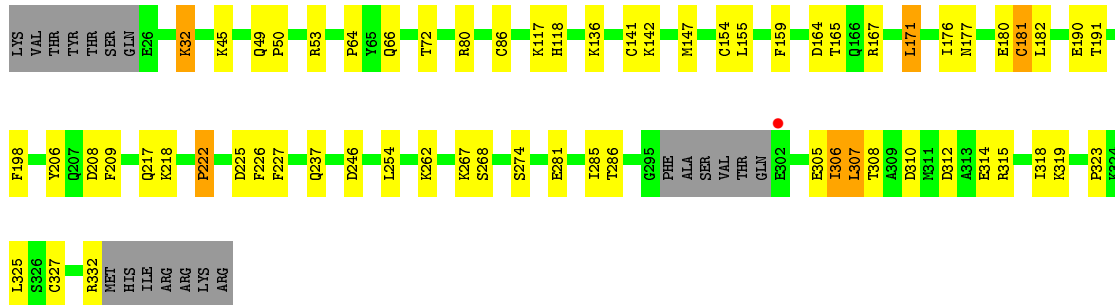 LYS VAL THR TYR THR SER GLN E26 K32 K45 Q49 P50 R53 P64 Y65 Q66 T72 R80 C86 K117 H118 K136 C141 K142 M147 C154 L155 F159 D164 T165 Q166 R167 L171 I176 N177 E180 C181 L182 E190 T191
F198 Y206 Q207 D208 F209 Q217 K218 P222 D225 F226 F227 Q237 D246 L254 K262 K267 S268 S274 E281 I285 T286 G295 PHE ALA SER VAL THR GLN E302 E305 I306 L307 T308 A309 D310 M311 D312 A313 E314 R315 I318 K319 P323 K324
L325 S326 C327 R332 MET HIS ILE ARG ARG LYS ARG